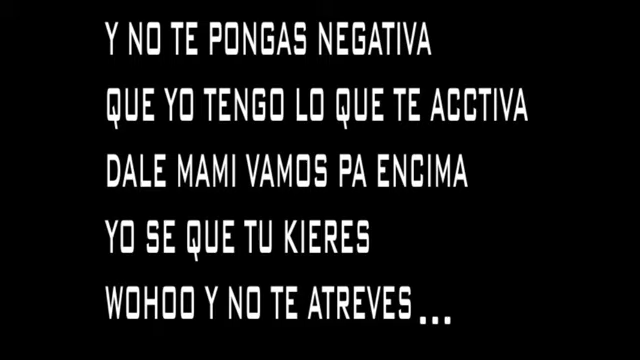 Y NO TE PONGAS NEGATIVA
QUE YO TENGO LO QUE TE ACCTIVA
DALE MAMI VAMOS PA ENCIMA
YO SE QUE TU KIERES
WOHOO Y NO TE ATREVES...